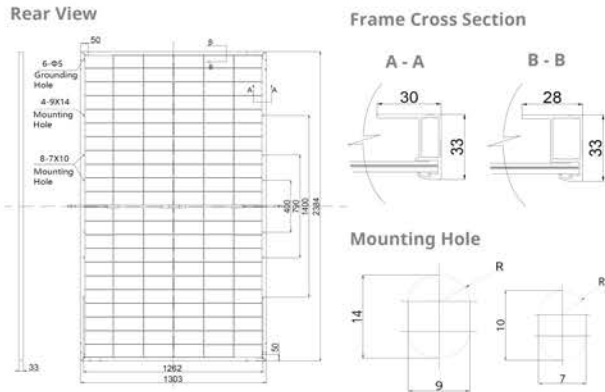 Rear View
Frame Cross Section
50
6-Φ5
Grounding
Hole
4-9X14
Mounting
Hole
8-7X10
Mounting
Hole
B
B
A
A
400
790
1400
2384
50
33
1262
1303
A - A
B - B
30
33
28
33
Mounting Hole
R
14
9
R
10
7